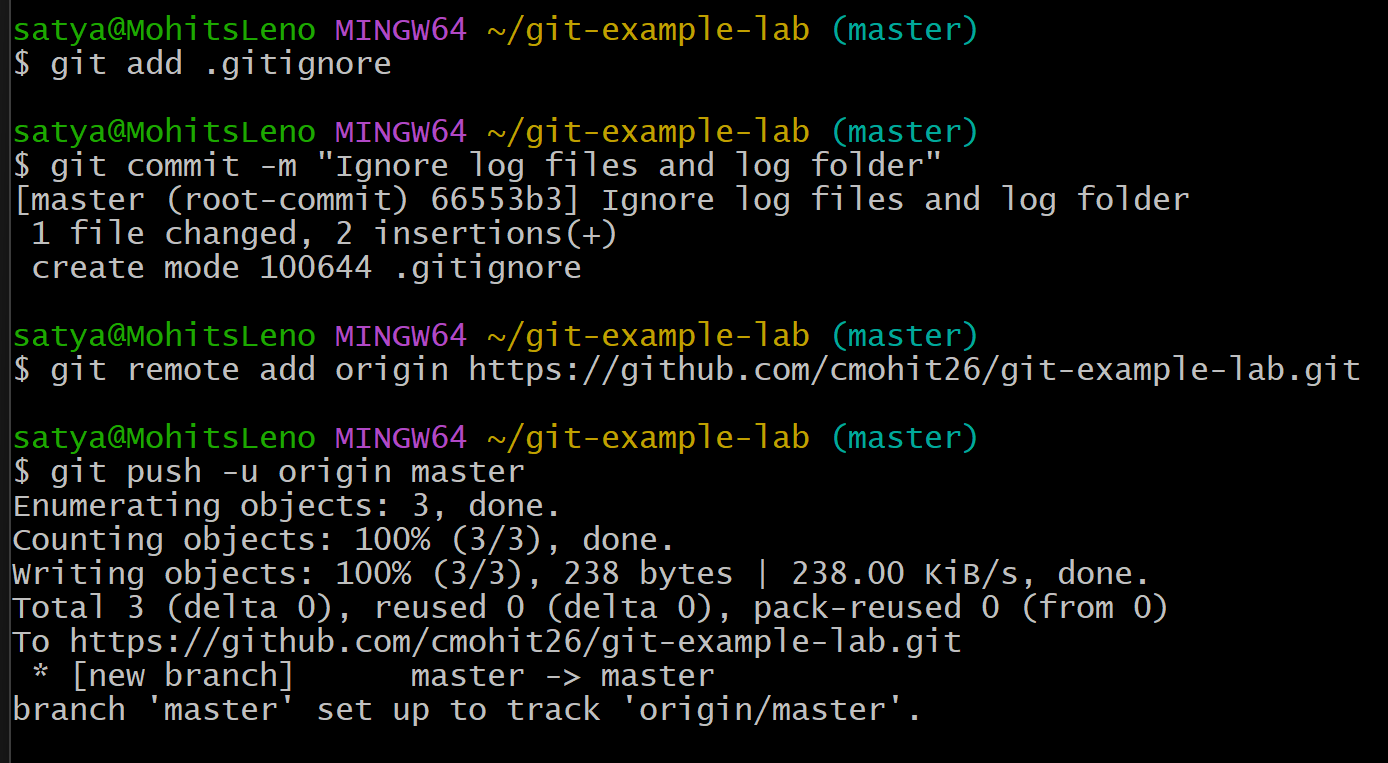 satya@MohitsLeno MINGW64 ~/git-example-lab (master)
$ git add .gitignore
satya@MohitsLeno MINGW64 ~/git-example-lab (master)
$ git commit -m "Ignore log files and log folder"
[master (root-commit) 66553b3] Ignore log files and log folder
 1 file changed, 2 insertions(+)
 create mode 100644 .gitignore
satya@MohitsLeno MINGW64 ~/git-example-lab (master)
$ git remote add origin https://github.com/cmohit26/git-example-lab.git
satya@MohitsLeno MINGW64 ~/git-example-lab (master)
$ git push -u origin master
Enumerating objects: 3, done.
Counting objects: 100% (3/3), done.
Writing objects: 100% (3/3), 238 bytes | 238.00 KiB/s, done.
Total 3 (delta 0), reused 0 (delta 0), pack-reused 0 (from 0)
To https://github.com/cmohit26/git-example-lab.git
 * [new branch]      master -> master
branch 'master' set up to track 'origin/master'.